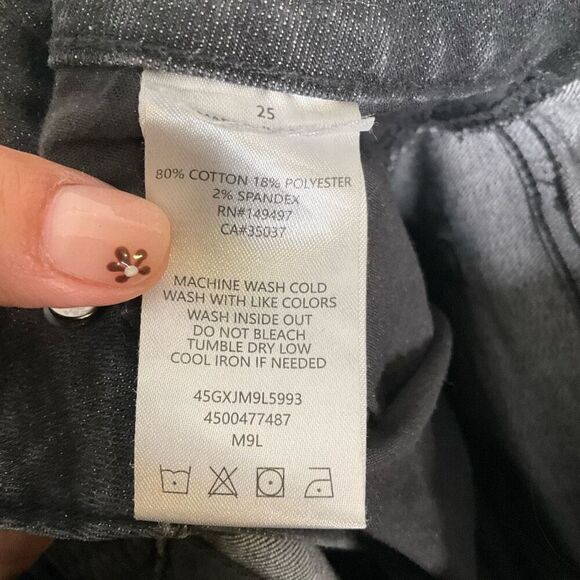 25
80% COTTON 18% POLYESTER
2% SPANDEX
RN#149497
CA#35037
MACHINE WASH COLD
WASH WITH LIKE COLORS
WASH INSIDE OUT
DO NOT BLEACH
TUMBLE DRY LOW
COOL IRON IF NEEDED
45GXJM9L5993
4500477487
M9L